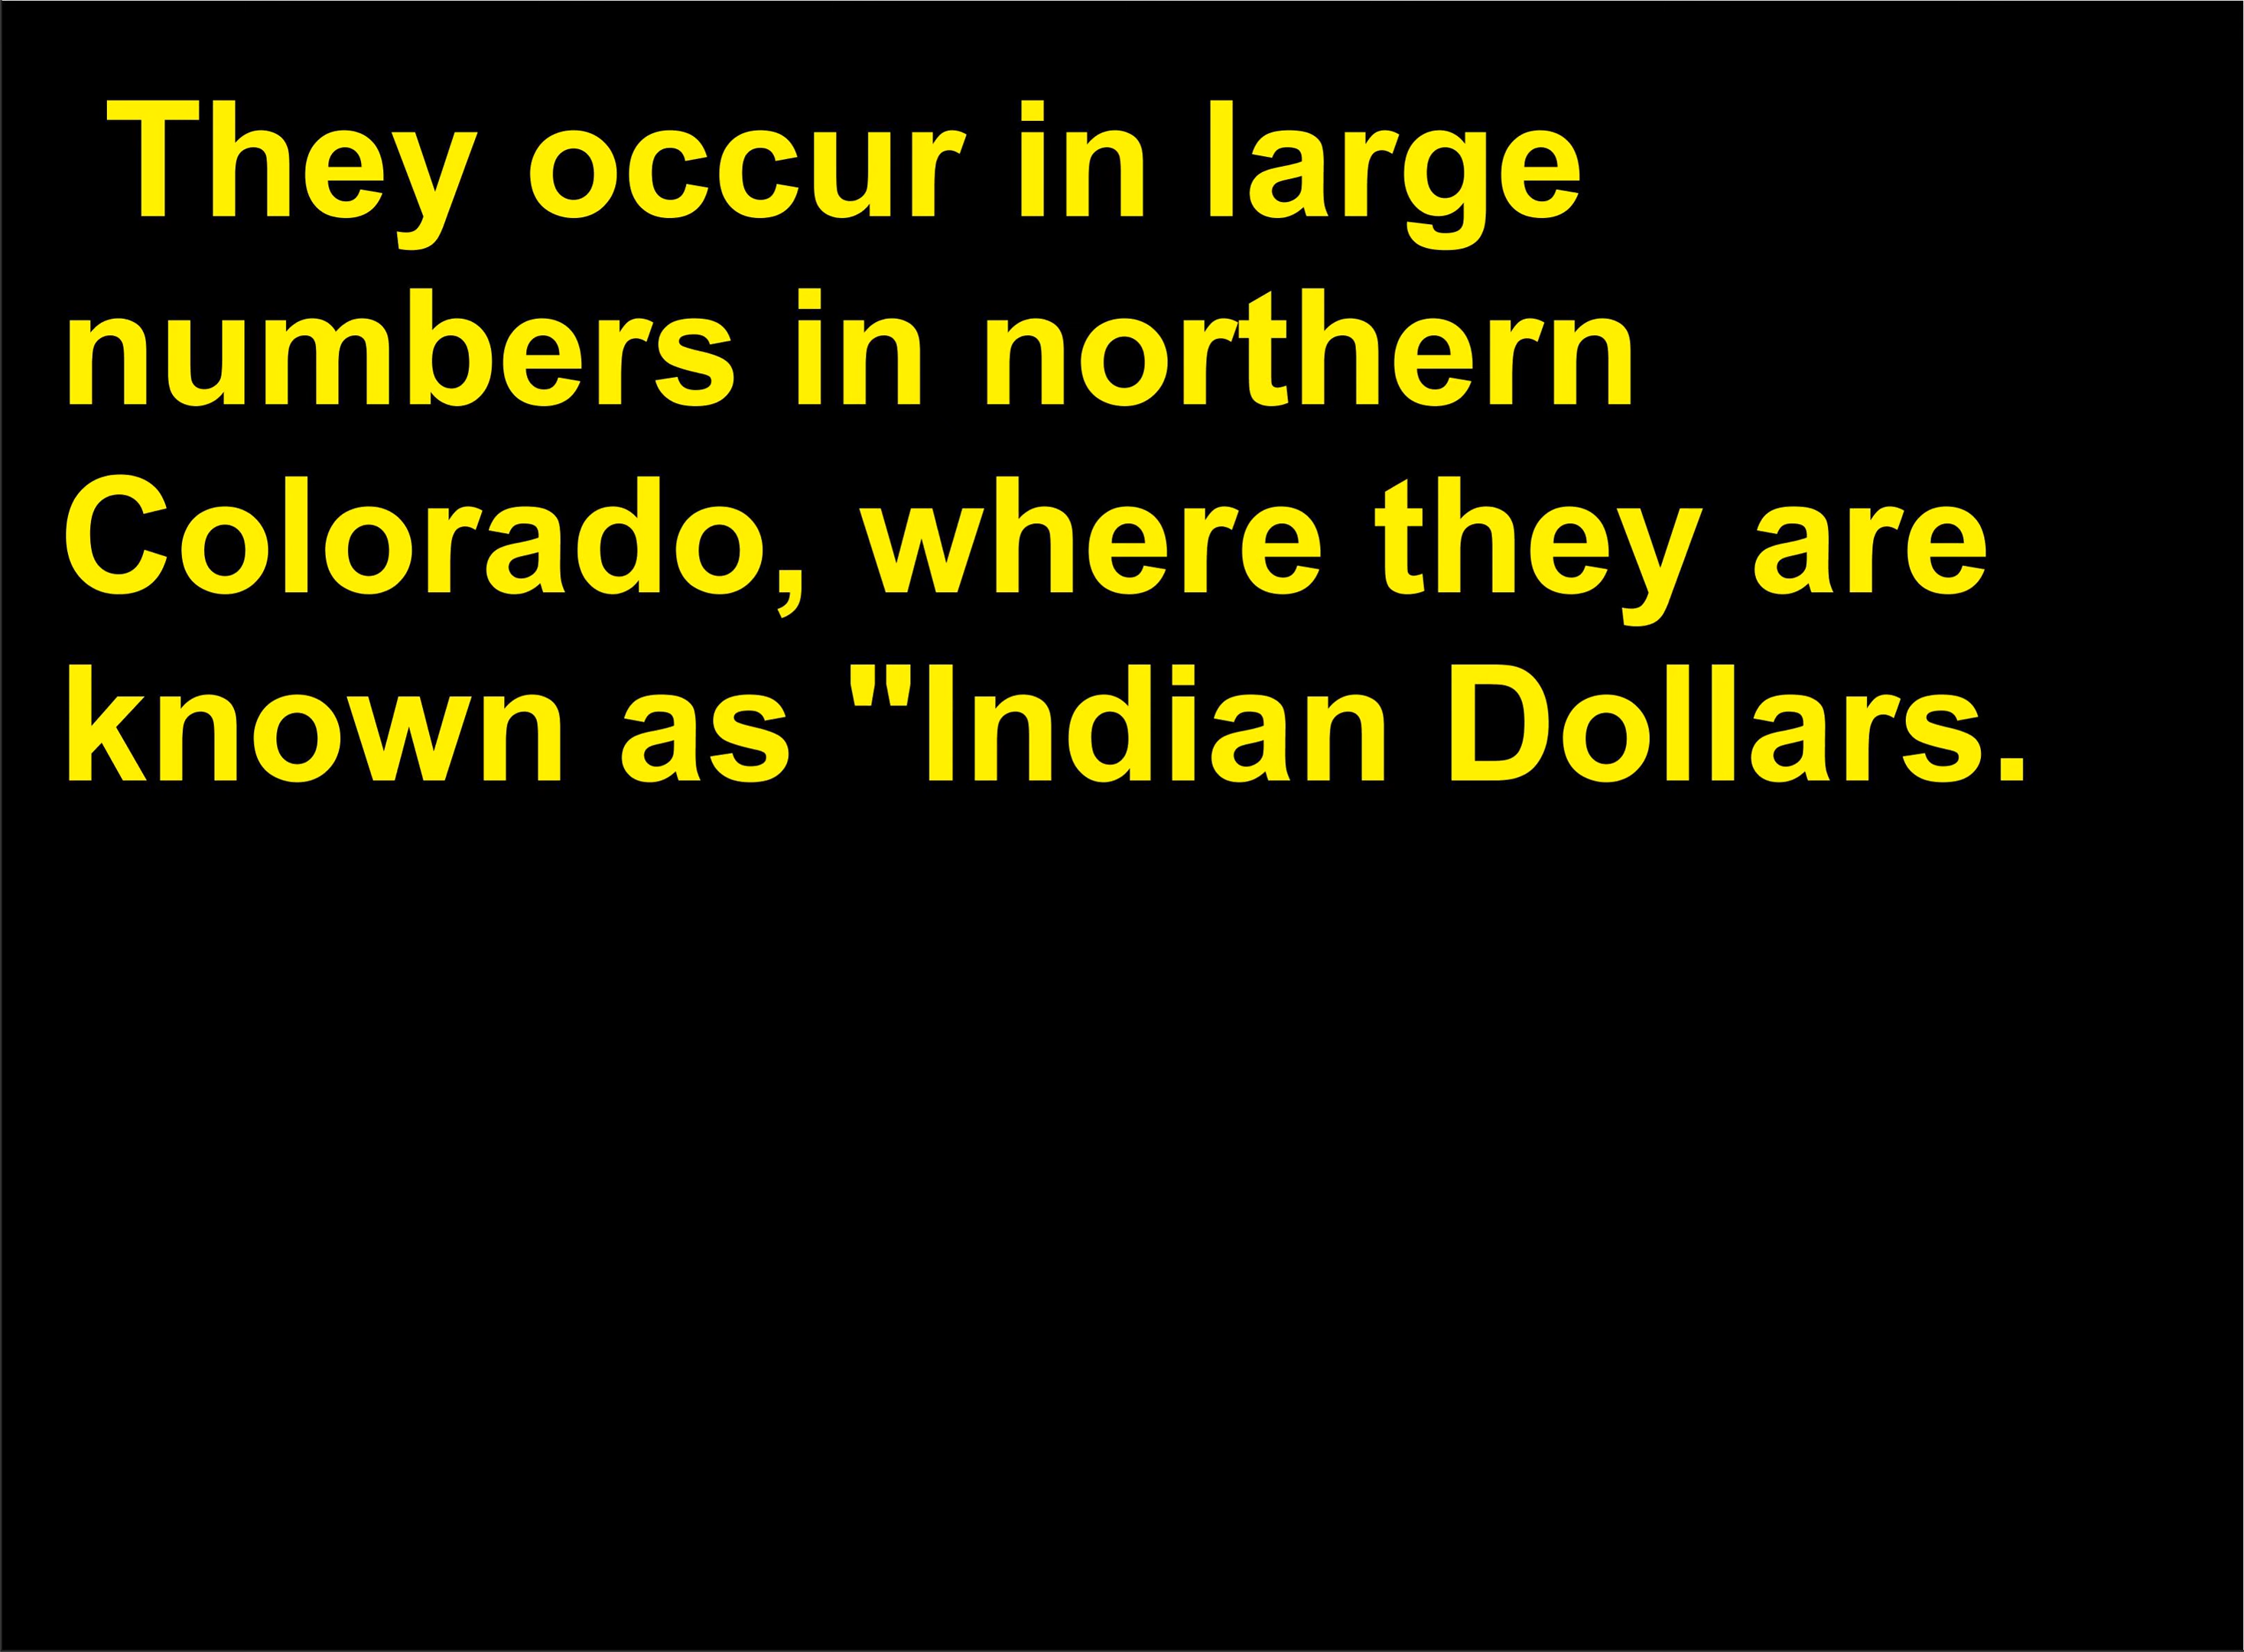 They occur in large
numbers in northern
Colorado, where they are
known as "Indian Dollars.